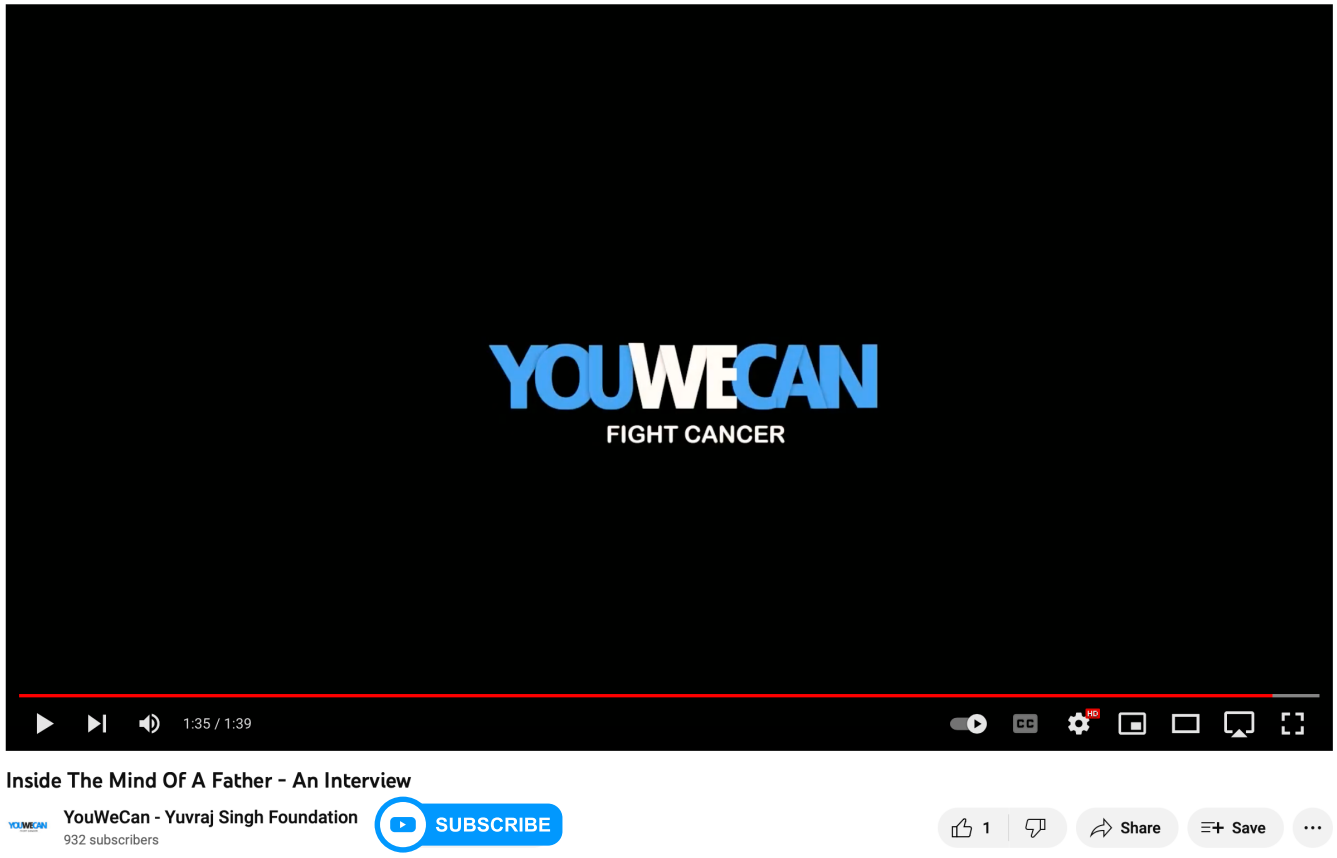 YOUWECAN
FIGHT CANCER
1:35 / 1:39
CC
HD
Inside The Mind Of A Father - An Interview
YOUWECAN
YouWeCan - Yuvraj Singh Foundation
932 subscribers
SUBSCRIBE
1
Share
Save